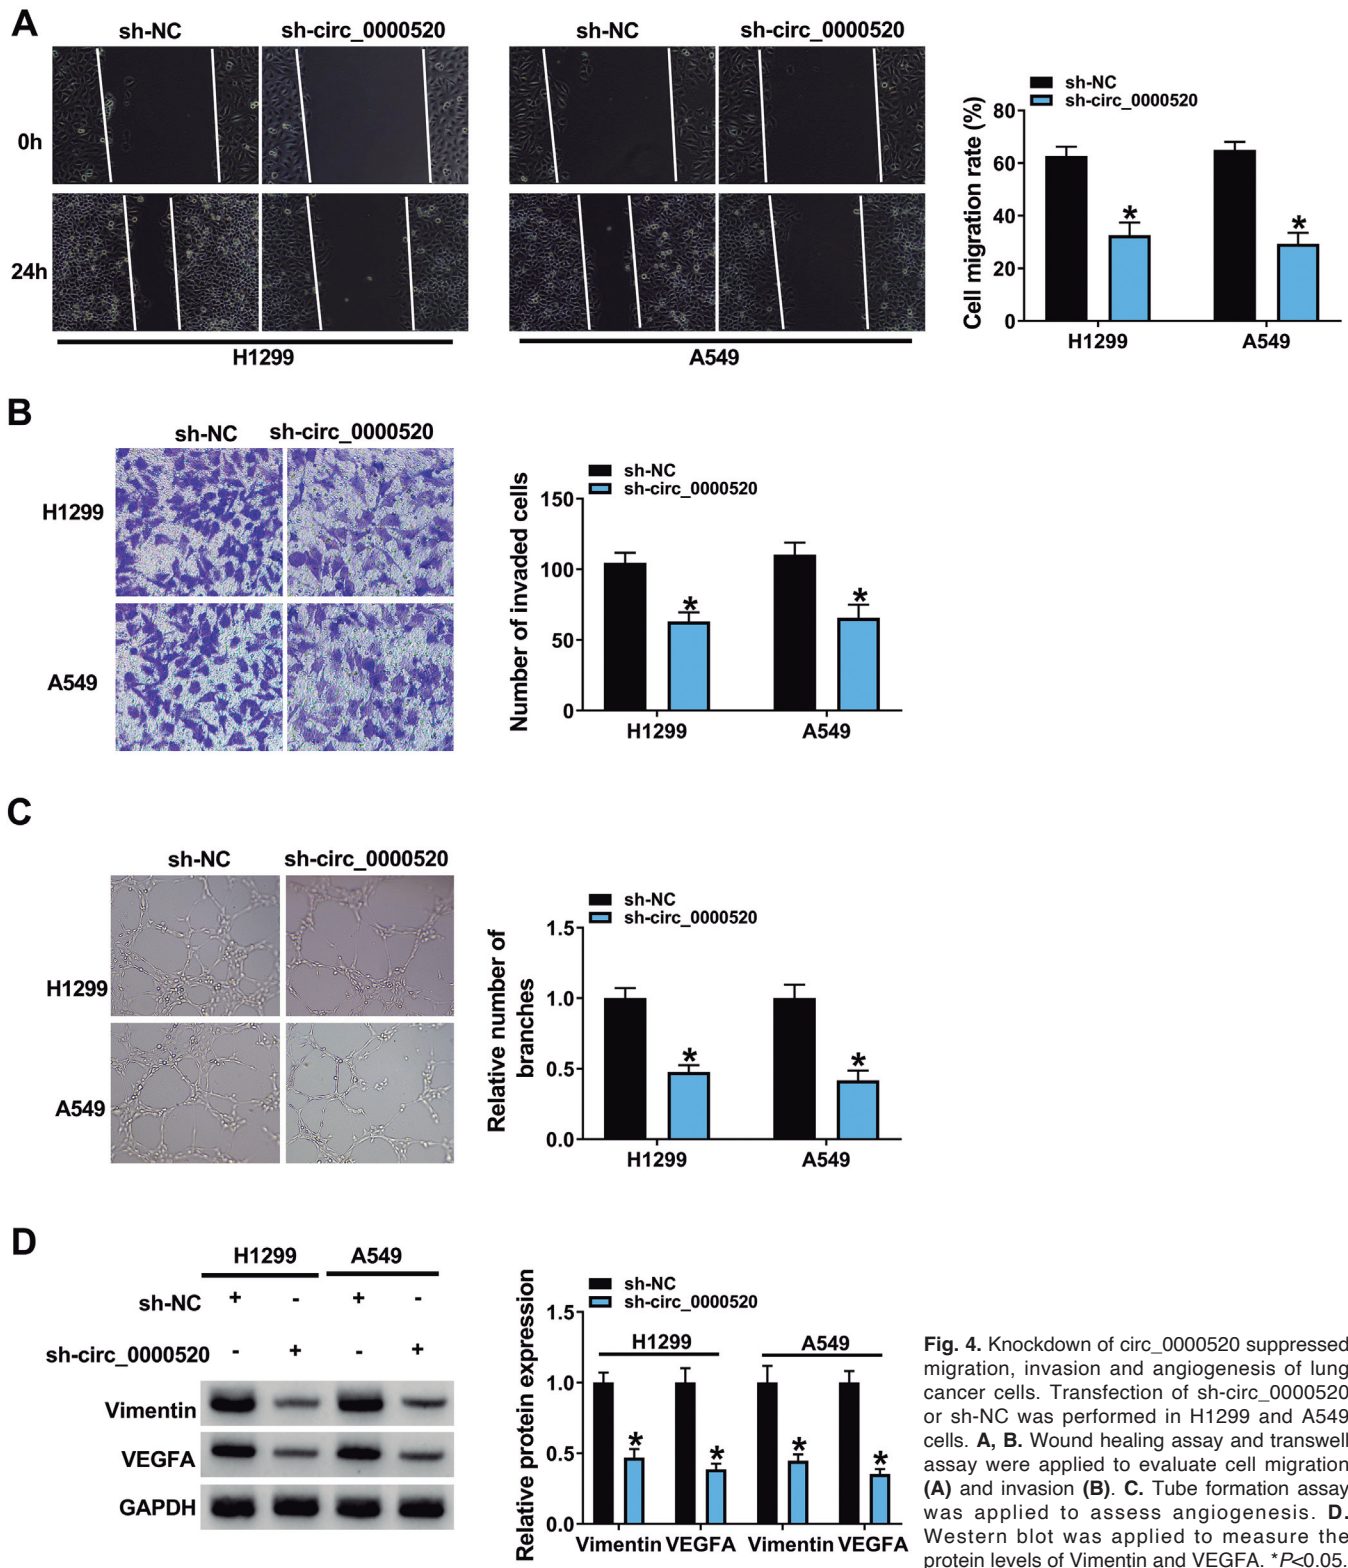 A
sh-NC
sh-circ_0000520
sh-NC
sh-circ_0000520
0h
24h
H1299
A549
sh-NC
sh-circ_0000520
Cell migration rate (%)
80
60
40
20
0
H1299
A549
B
sh-NC
sh-circ_0000520
H1299
A549
sh-NC
sh-circ_0000520
Number of invaded cells
150
100
50
0
*
*
*
*
H1299
A549
C
sh-NC
sh-circ_0000520
H1299
A549
sh-NC
sh-circ_0000520
Relative number of
branches
1.5
1.0
0.5
0.0
*
*
H1299
A549
D
H1299
A549
sh-NC + - + -
sh-circ_0000520 - + - +
Vimentin
VEGFA
GAPDH
sh-NC
sh-circ_0000520
Relative protein expression
1.5
1.0
0.5
0.0
H1299
A549
*
*
*
*
Vimentin VEGFA Vimentin VEGFA
Fig. 4. Knockdown of circ_0000520 suppressed
migration, invasion and angiogenesis of lung
cancer cells. Transfection of sh-circ_0000520
or sh-NC was performed in H1299 and A549
cells. A, B. Wound healing assay and transwell
assay were applied to evaluate cell migration
(A) and invasion (B). C. Tube formation assay
was applied to assess angiogenesis. D.
Western blot was applied to measure the
protein levels of Vimentin and VEGFA. *P<0.05.